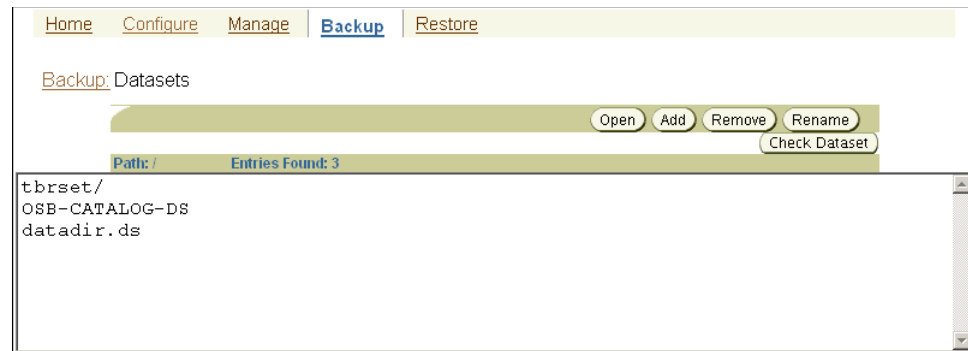 Home Configure Manage Backup Restore
Backup: Datasets
Open Add Remove Rename
Check Dataset
Path: / Entries Found: 3
tbrset/
OSB-CATALOG-DS
datadir.ds